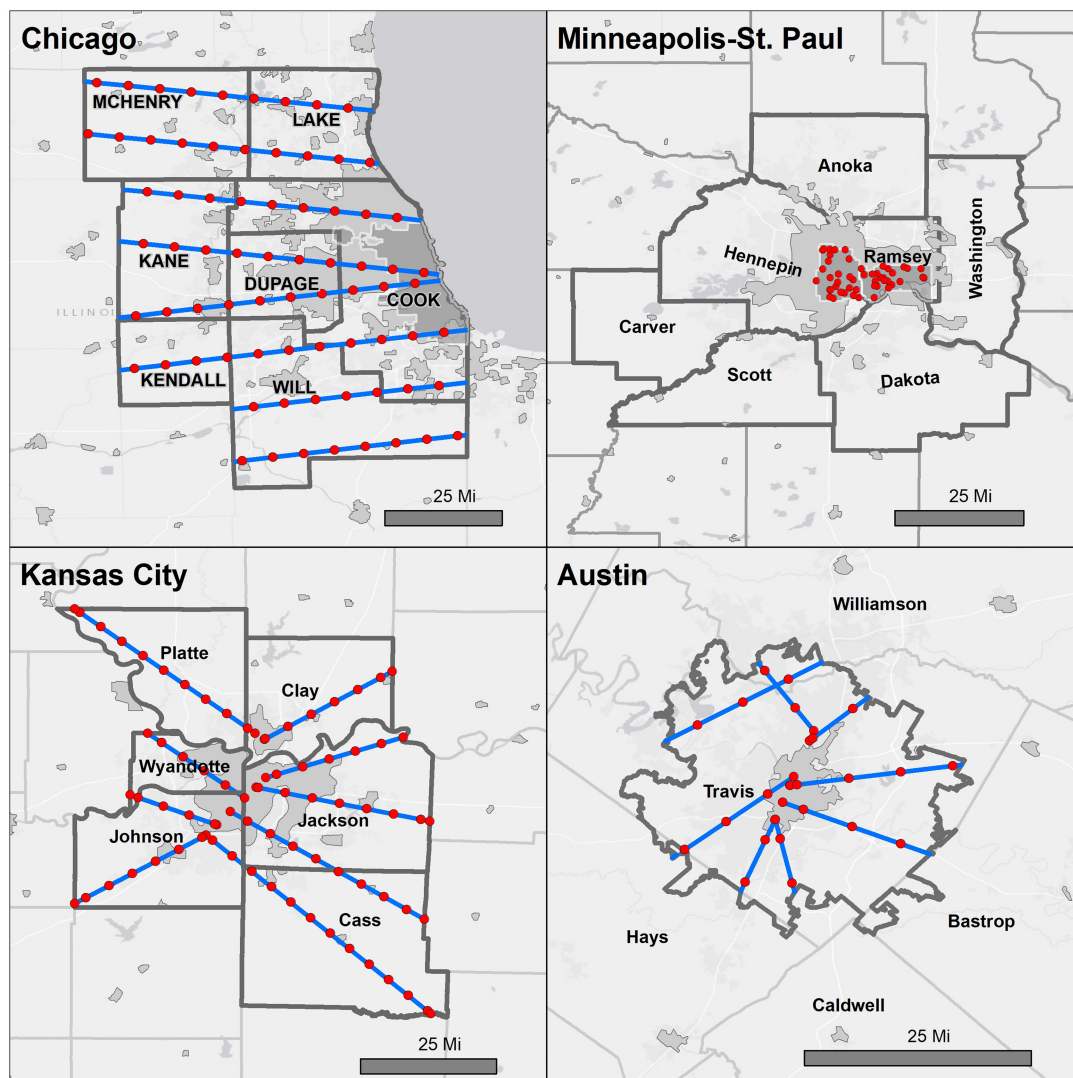 Chicago
MCHENRY
LAKE
KANE
DUPAGE
COOK
ILLINOI
KENDALL
WILL
25 Mi
Minneapolis-St. Paul
Anoka
Washington
Ramsey
Hennepin
Carver
Scott
Dakota
25 Mi
Kansas City
Platte
Clay
Wyandotte
Jackson
Johnson
Cass
25 Mi
Austin
Williamson
Travis
Bastrop
Hays
Caldwell
25 Mi